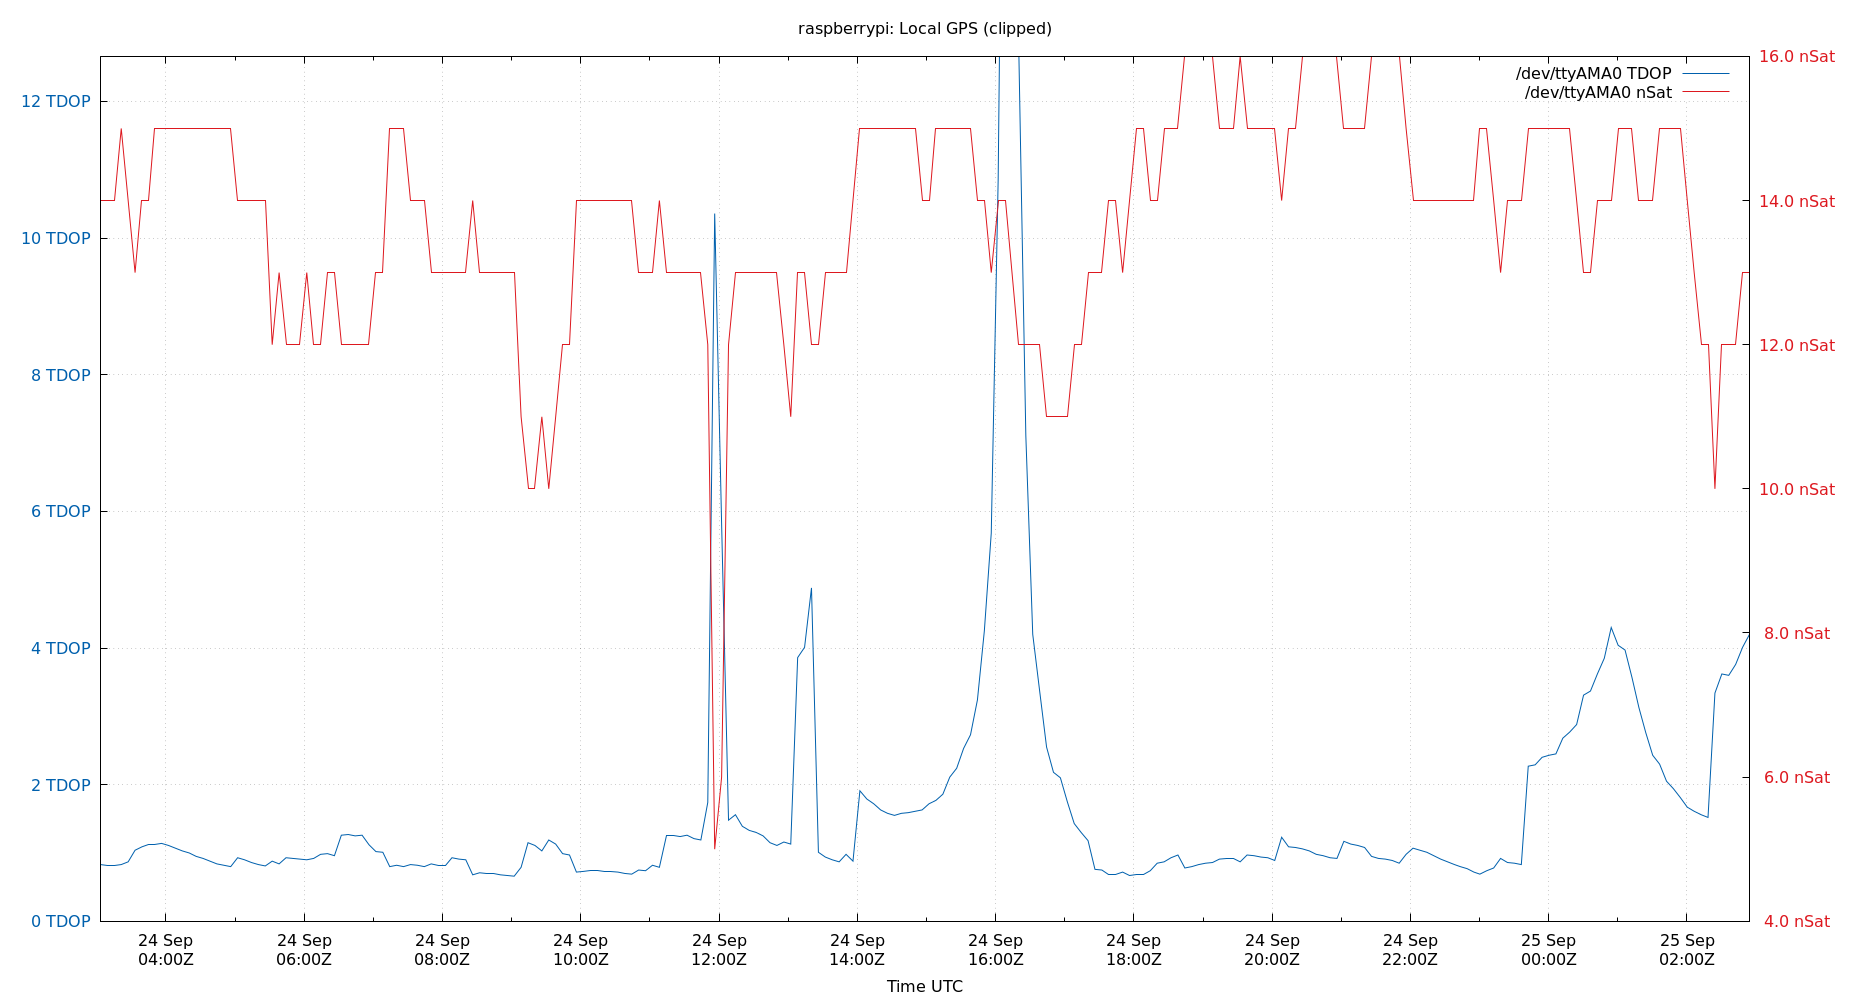 raspberrypi: Local GPS (clipped)
/dev/ttyAMA0 TDOP
/dev/ttyAMA0 nSat
12 TDOP
10 TDOP
8 TDOP
6 TDOP
4 TDOP
2 TDOP
0 TDOP
16.0 nSat
14.0 nSat
12.0 nSat
10.0 nSat
8.0 nSat
6.0 nSat
4.0 nSat
24 Sep 24 Sep 24 Sep 24 Sep 24 Sep 24 Sep 24 Sep 24 Sep 24 Sep 24 Sep 25 Sep 25 Sep
04:00Z 06:00Z 08:00Z 10:00Z 12:00Z 14:00Z 16:00Z 18:00Z 20:00Z 22:00Z 00:00Z 02:00Z
Time UTC